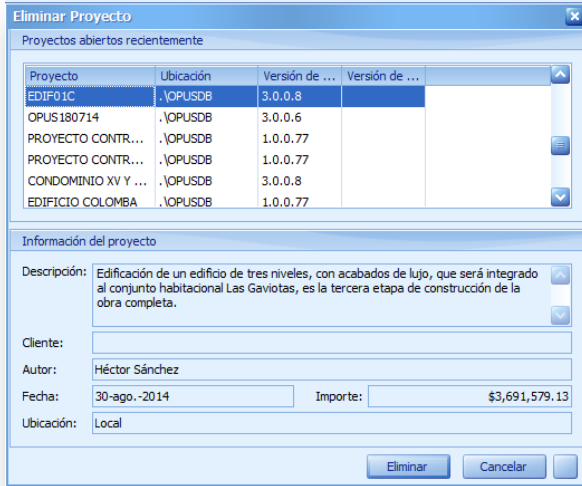 Eliminar Proyecto
Proyectos abiertos recientemente
Proyecto Ubicación Versión de ... Versión de ...
EDIF01C .\OPUSDB 3.0.0.8
OPUS180714 .\OPUSDB 3.0.0.6
PROYECTO CONTR... .\OPUSDB 1.0.0.77
PROYECTO CONTR... .\OPUSDB 1.0.0.77
CONDOMINIO XV Y ... .\OPUSDB 3.0.0.8
EDIFICIO COLOMBA .\OPUSDB 1.0.0.77
Información del proyecto
Descripción: Edificación de un edificio de tres niveles, con acabados de lujo, que será integrado
al conjunto habitacional Las Gaviotas, es la tercera etapa de construcción de la
obra completa.
Cliente:
Autor: Héctor Sánchez
Fecha: 30-ago.-2014 Importe: $3,691,579.13
Ubicación: Local
Eliminar Cancelar